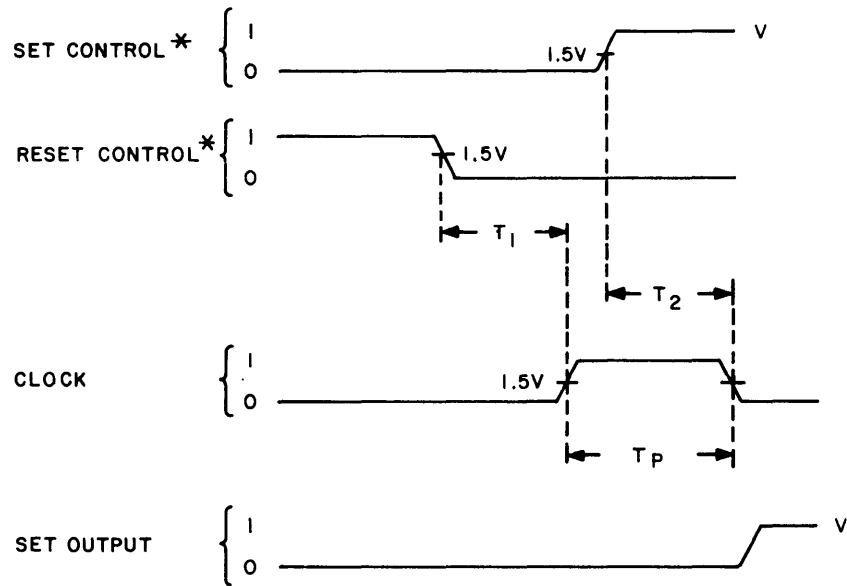 SET CONTROL*
1
0
1.5V
V
RESET CONTROL*
1
0
1.5V
T1
T2
CLOCK
1
0
1.5V
TP
SET OUTPUT
1
0
V